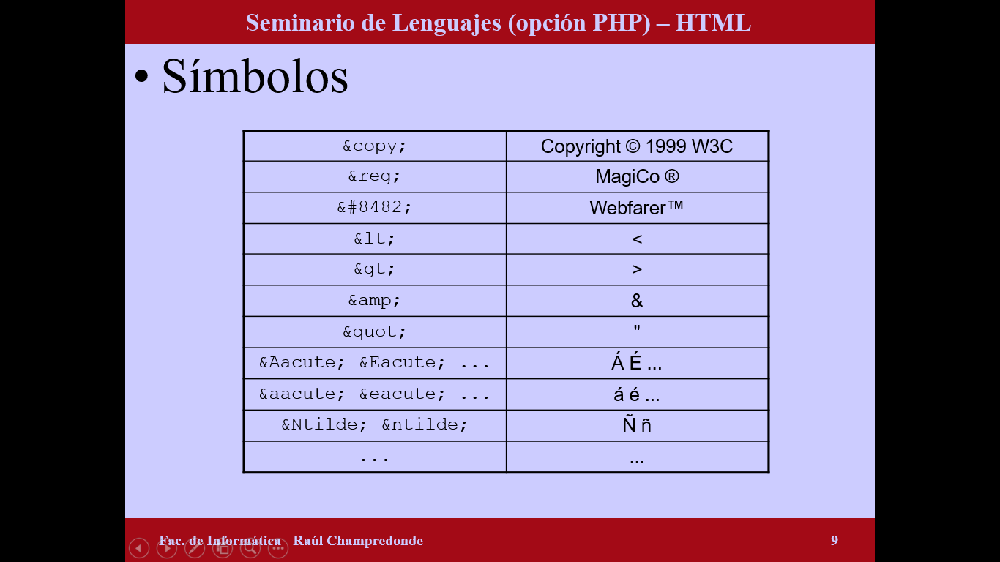 Seminario de Lenguajes (opción PHP) – HTML
• Símbolos
&copy; Copyright © 1999 W3C
&reg; MagiCo ®
&#8482; Webfarer™
&lt; <
&gt; >
&amp; &
&quot; "
&Aacute; &Eacute; ... Á É ...
&aacute; &eacute; ... á é ...
&Ntilde; &ntilde; Ñ ñ
... ...
Fac. de Informática - Raúl Champredonde 9